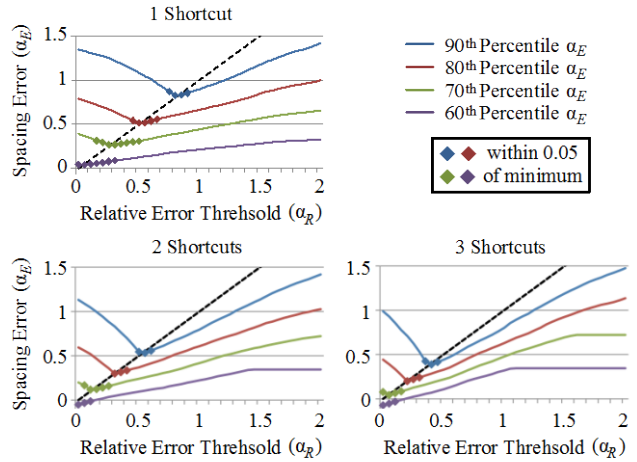 1 Shortcut
Spacing Error (αE)
1.5
1
0.5
0
0 0.5 1 1.5 2
Relative Error Threhsold (αR)
90th Percentile αE
80th Percentile αE
70th Percentile αE
60th Percentile αE
within 0.05
of minimum
2 Shortcuts
Spacing Error (αE)
1.5
1
0.5
0
0 0.5 1 1.5 2
Relative Error Threhsold (αR)
3 Shortcuts
1.5
1
0.5
0
0 0.5 1 1.5 2
Relative Error Threhsold (αR)